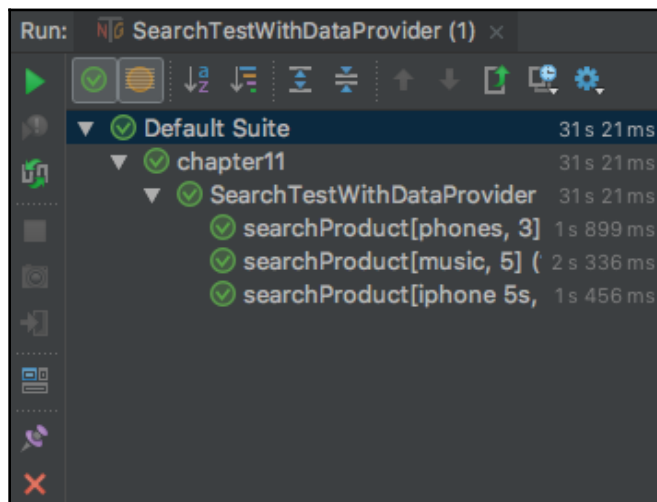 Run: NG SearchTestWithDataProvider (1) ×
Default Suite 31 s 21 ms
chapter11 31 s 21 ms
SearchTestWithDataProvider 31 s 21 ms
searchProduct[phones, 3] 1 s 899 ms
searchProduct[music, 5] (' 2 s 336 ms
searchProduct[iphone 5s, 1 s 456 ms